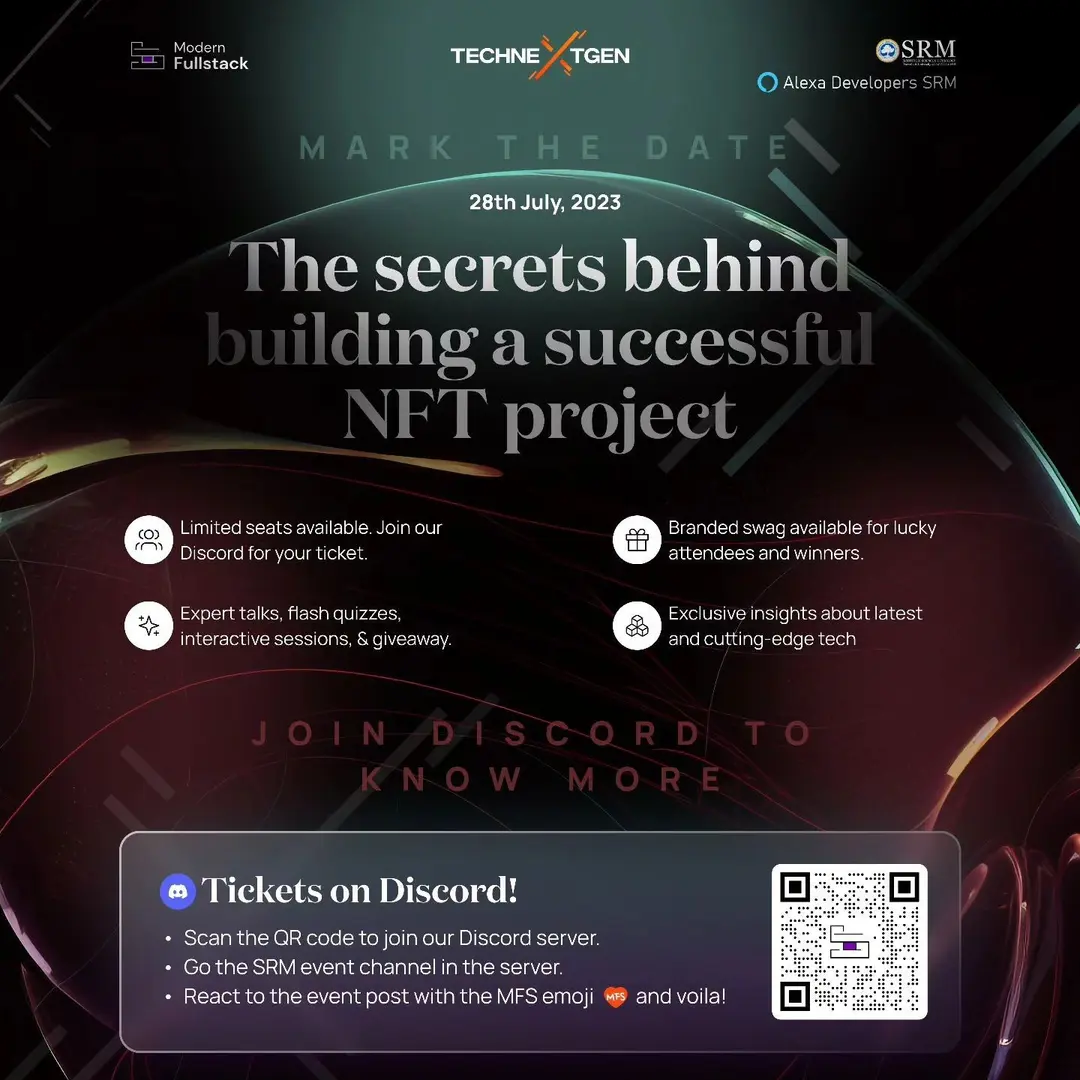 Modern
Fullstack
TECHNEXTGEN
SRM
Alexa Developers SRM
MARK THE DATE
28th July, 2023
The secrets behind
building a successful
NFT project
Limited seats available. Join our
Discord for your ticket.
Branded swag available for lucky
attendees and winners.
Expert talks, flash quizzes,
interactive sessions, & giveaway.
Exclusive insights about latest
and cutting-edge tech
JOIN DISCORD TO
KNOW MORE
Tickets on Discord!
• Scan the QR code to join our Discord server.
• Go the SRM event channel in the server.
• React to the event post with the MFS emoji MFS and voila!